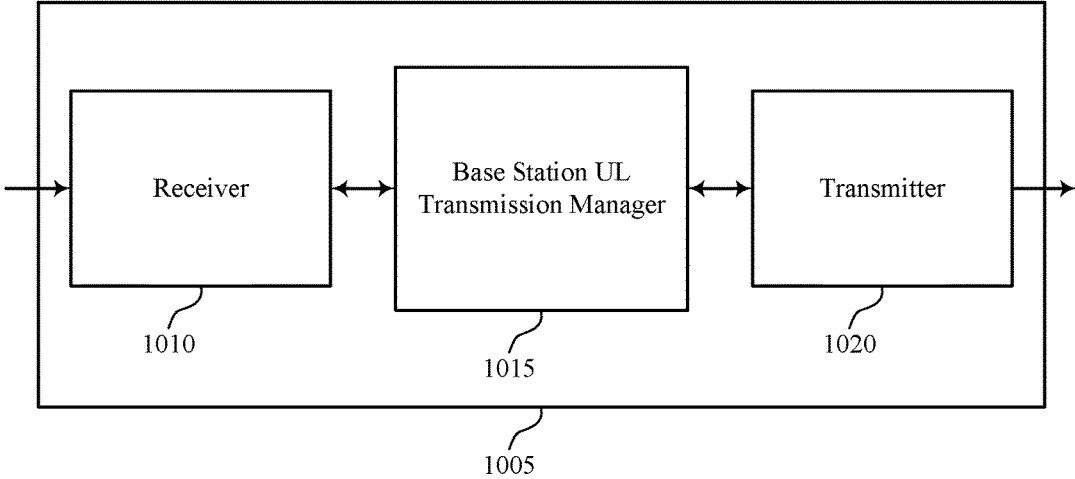 Receiver
Base Station UL
Transmission Manager
Transmitter
1010
1015
1020
1005